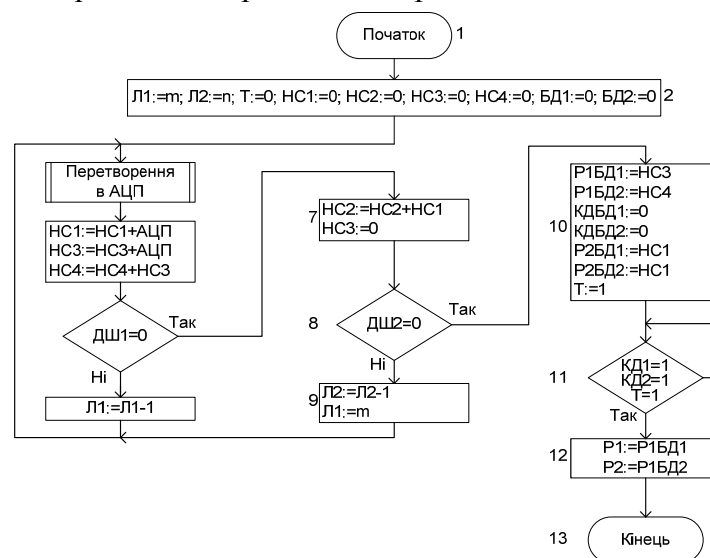 Початок
1
Л1:=m; Л2:=n; Т:=0; НС1:=0; НС2:=0; НС3:=0; НС4:=0; БД1:=0; БД2:=0
2
Перетворення
в АЦП
НС1:=НС1+АЦП
НС3:=НС3+АЦП
НС4:=НС4+НС3
ДШ1=0
Так
Ні
Л1:=Л1-1
7
НС2:=НС2+НС1
НС3:=0
8
ДШ2=0
Так
Ні
9
Л2:=Л2-1
Л1:=m
10
Р1БД1:=НС3
Р1БД2:=НС4
КДБД1:=0
КДБД2:=0
Р2БД1:=НС1
Р2БД2:=НС1
Т:=1
11
КД1=1
КД2=1
Т=1
Так
12
Р1:=Р1БД1
Р2:=Р1БД2
13
Кінець